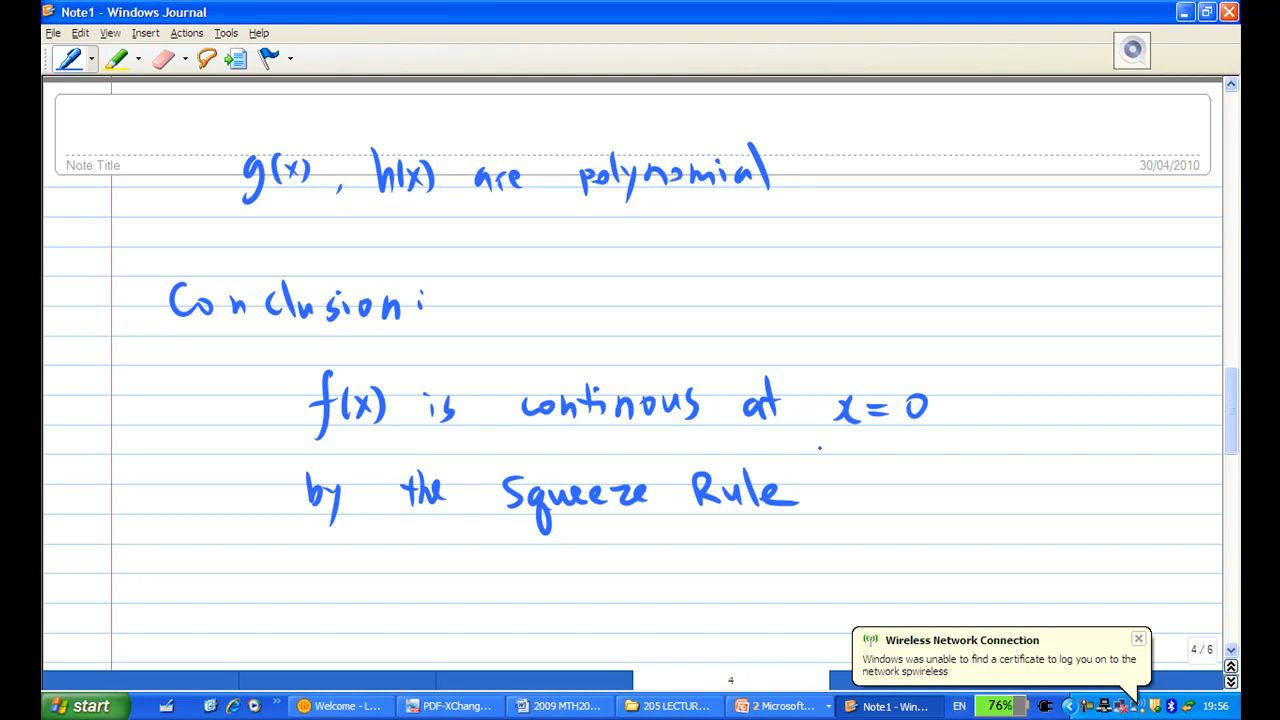 Note1 - Windows Journal
File Edit View Insert Actions Tools Help
g(x), h(x) are polynomial
Note Title
30/04/2010
Conclusion:
f(x) is continous at x = 0
by the Squeeze Rule
Wireless Network Connection
Windows was unable to find a certificate to log you on to the
network spwireless
4 / 6
4
start
Welcome - L...
PDF-XChang...
2009 MTH20...
205 LECTUR...
2 Microsoft...
Note1 - Win...
EN
76%
19:56